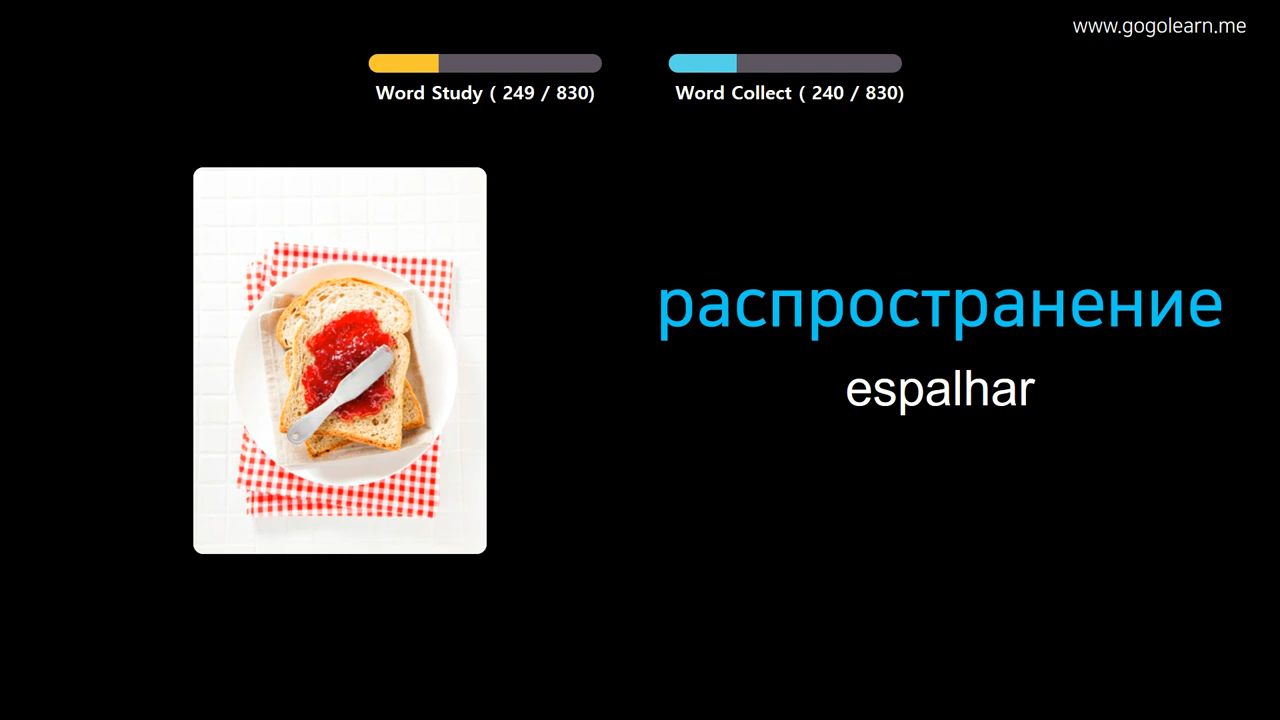 www.gogolearn.me
Word Study ( 249 / 830)
Word Collect ( 240 / 830)
распространение
espalhar